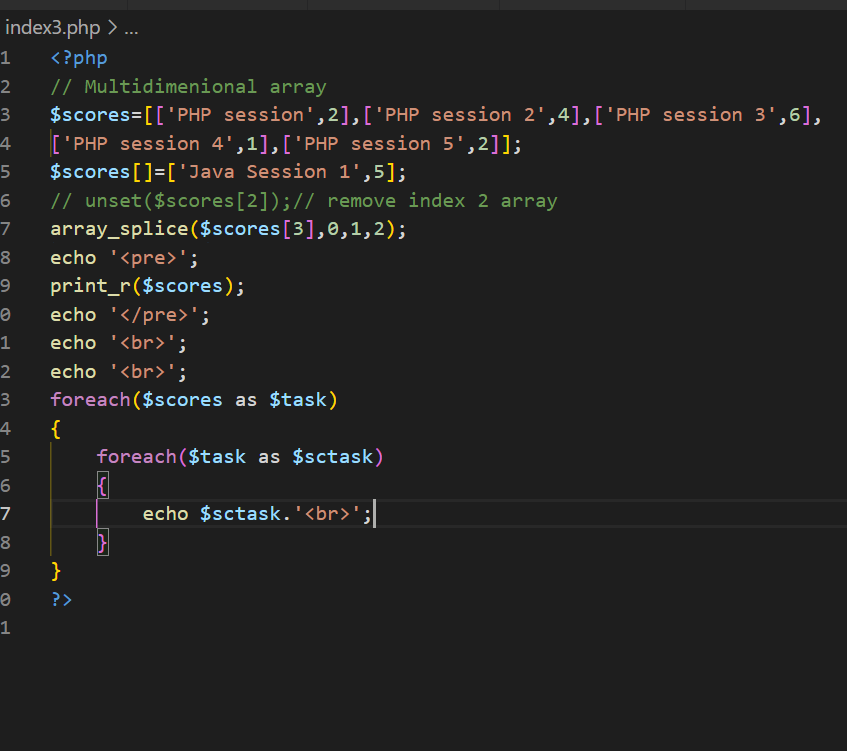 index3.php > ...
1 <?php
2 // Multidimenional array
3 $scores=[['PHP session',2],['PHP session 2',4],['PHP session 3',6],
4 ['PHP session 4',1],['PHP session 5',2]];
5 $scores[]=['Java Session 1',5];
6 // unset($scores[2]);// remove index 2 array
7 array_splice($scores[3],0,1,2);
8 echo '<pre>';
9 print_r($scores);
0 echo '</pre>';
1 echo '<br>';
2 echo '<br>';
3 foreach($scores as $task)
4 {
5     foreach($task as $sctask)
6     {
7         echo $sctask.'<br>';
8     }
9 }
0 ?>
1